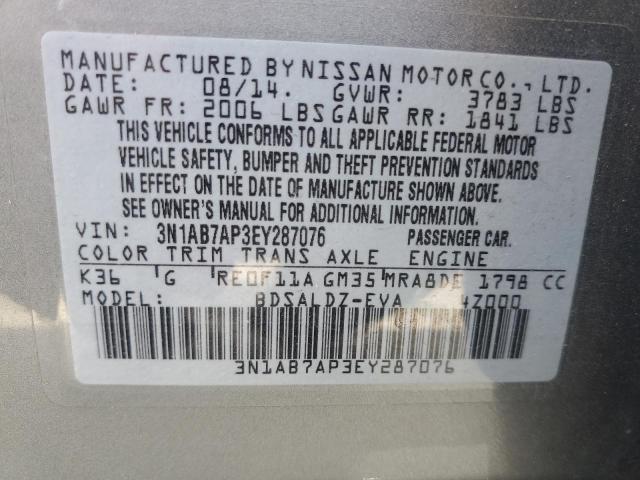 MANUFACTURED BY NISSAN MOTOR CO., LTD.
DATE: 08/14. GVWR: 3783 LBS
GAWR FR: 2006 LBS GAWR RR: 1841 LBS
THIS VEHICLE CONFORMS TO ALL APPLICABLE FEDERAL MOTOR
VEHICLE SAFETY, BUMPER AND THEFT PREVENTION STANDARDS
IN EFFECT ON THE DATE OF MANUFACTURE SHOWN ABOVE.
SEE OWNER'S MANUAL FOR ADDITIONAL INFORMATION.
VIN: 3N1AB7AP3EY287076 PASSENGER CAR.
COLOR TRIM TRANS AXLE ENGINE
K36 G RE0F11A GM35 MRA8DE 1798 CC
MODEL: BDSALDZ-EVA 4Z000
3N1AB7AP3EY287076